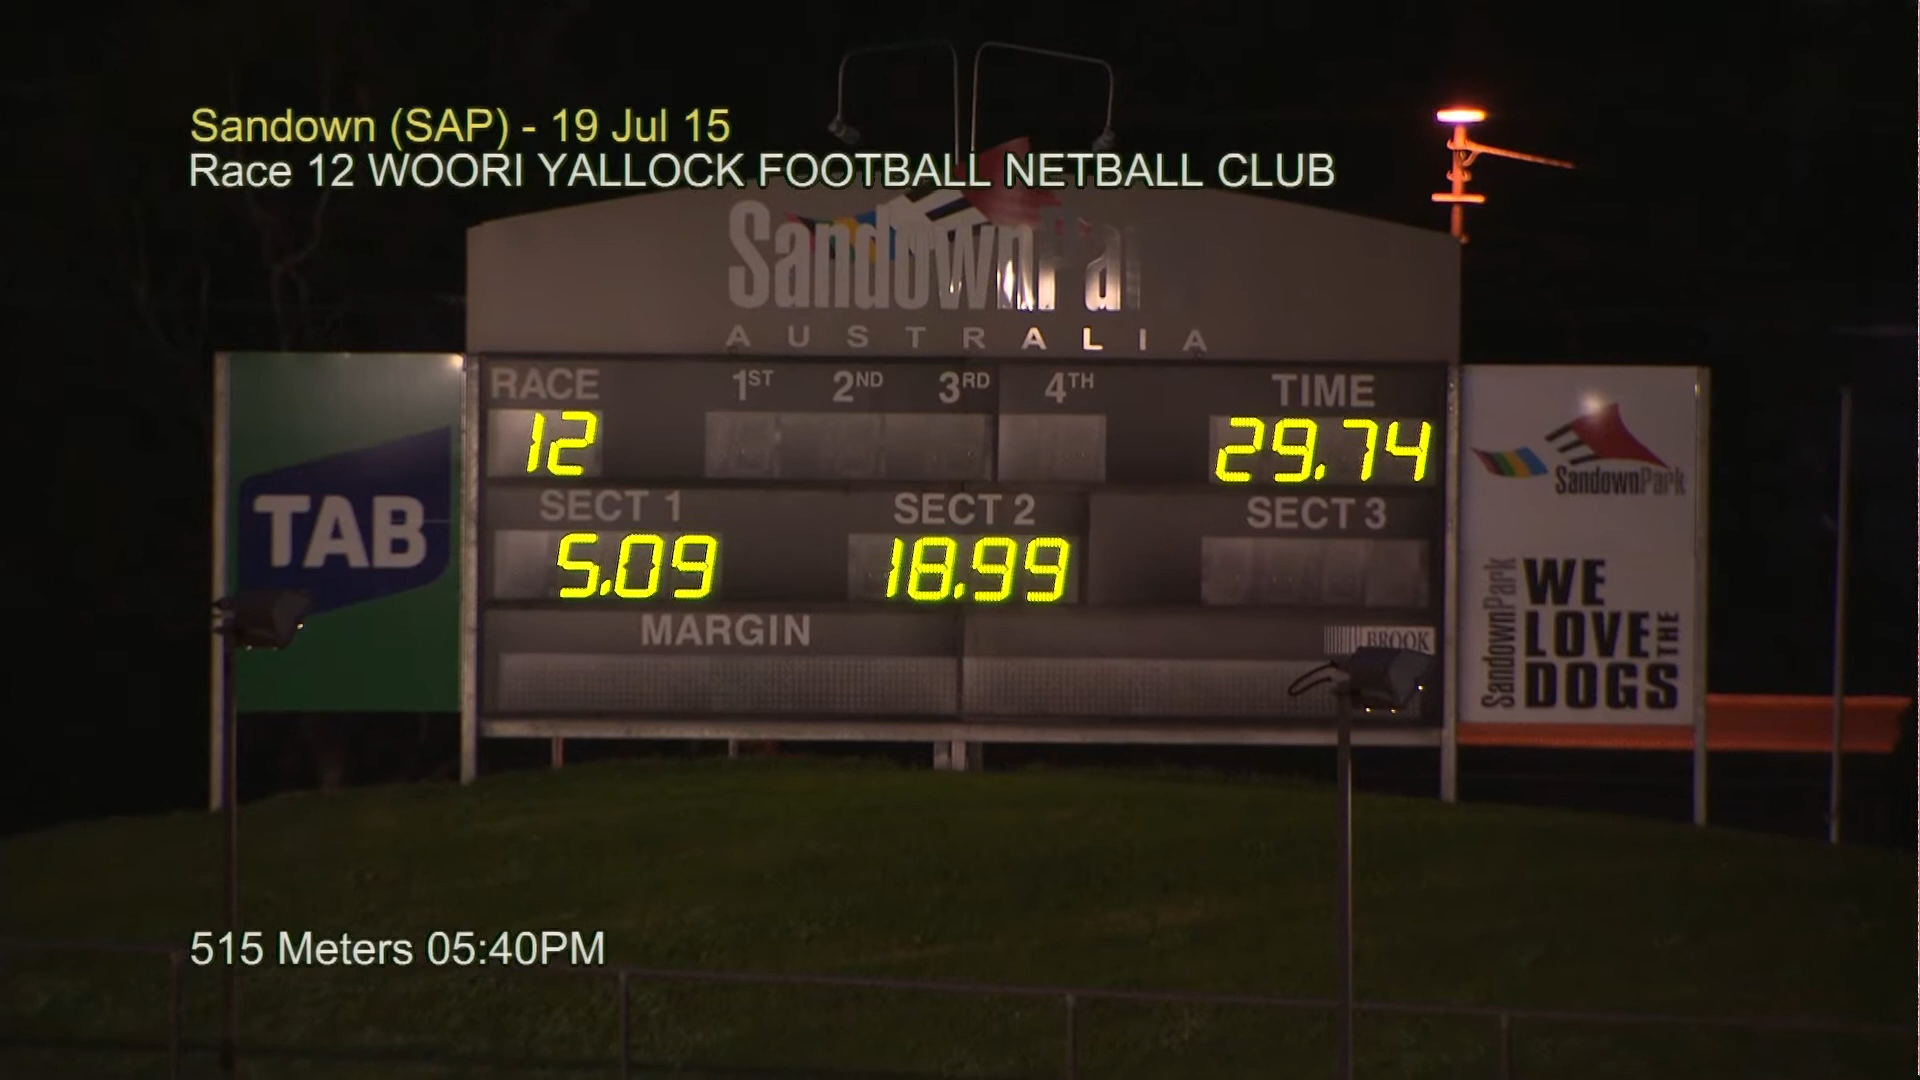 Sandown (SAP) - 19 Jul 15
Race 12 WOORI YALLOCK FOOTBALL NETBALL CLUB
SandownPa
AUSTRALIA
RACE 1ST 2ND 3RD 4TH TIME
12 29.74
SECT 1 SECT 2 SECT 3
5.09 18.99
MARGIN
BROOK
TAB
SandownPark
SandownPark
WE
LOVE THE
DOGS
515 Meters 05:40PM